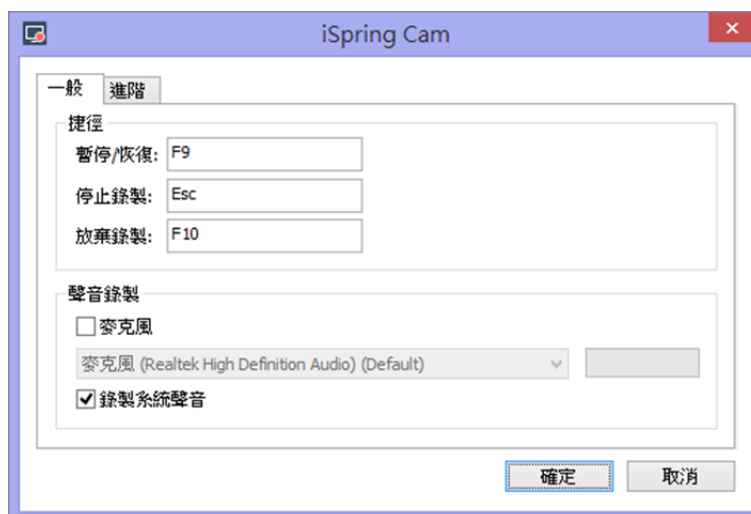 iSpring Cam
一般 進階
捷徑
暫停/恢復: F9
停止錄製: Esc
放棄錄製: F10
聲音錄製
麥克風
麥克風 (Realtek High Definition Audio) (Default)
錄製系統聲音
確定 取消